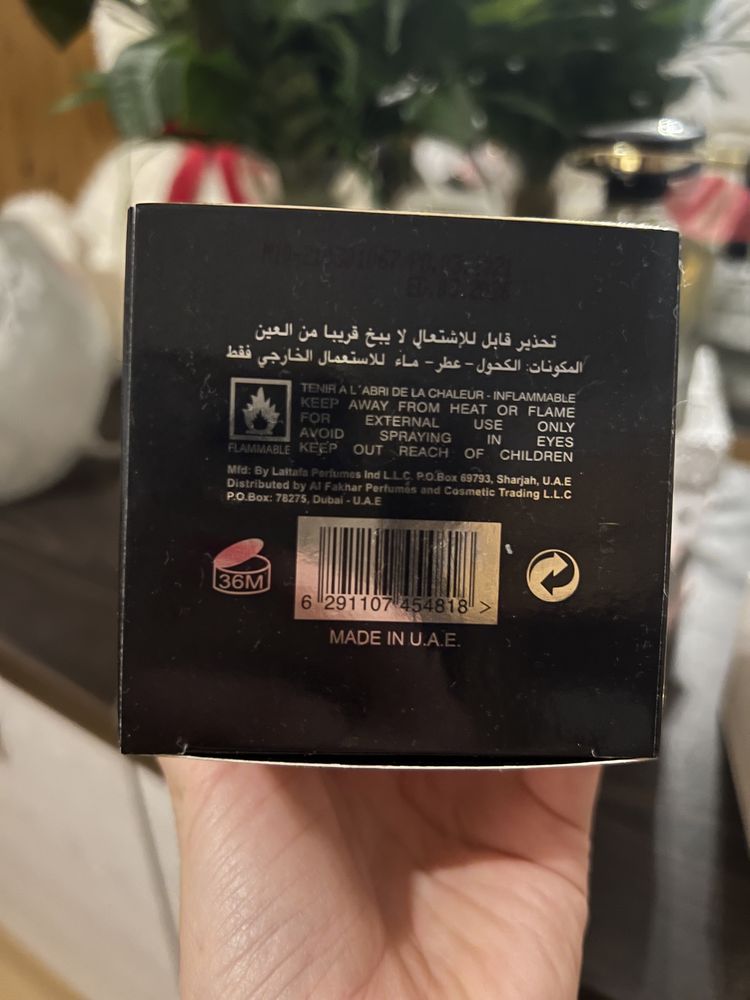 تحذير قابل للإشتعال لا يبخ قريبا من العين
المكونات: الكحول - عطر - ماء للاستعمال الخارجي فقط
TENIR A L'ABRI DE LA CHALEUR - INFLAMMABLE
KEEP AWAY FROM HEAT OR FLAME
FOR EXTERNAL USE ONLY
AVOID SPRAYING IN EYES
FLAMMABLE KEEP OUT REACH OF CHILDREN
Mfd: By Lattafa Perfumes Ind L.L.C. P.O.Box 69793, Sharjah, U.A.E
Distributed by Al Fakhar Perfumes and Cosmetic Trading L.L.C
P.O.Box: 78275, Dubai - U.A.E
36M
6 291107 454818 >
MADE IN U.A.E.